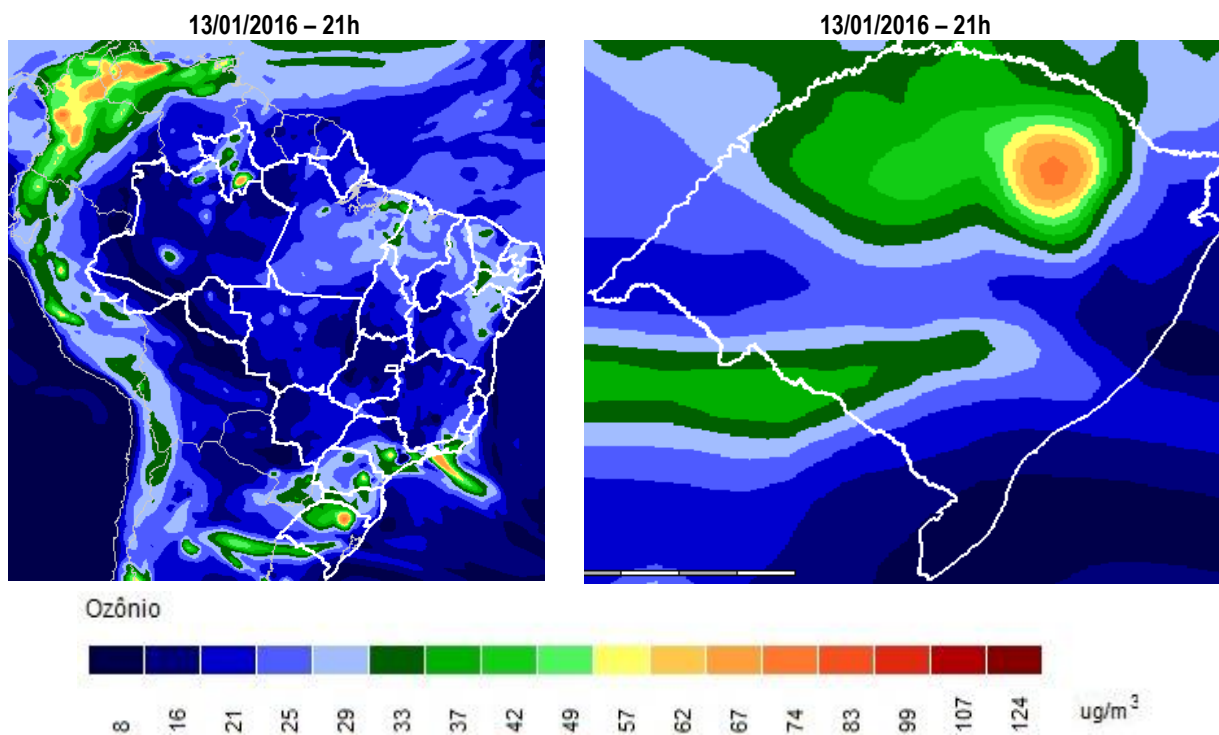 13/01/2016 – 21h
13/01/2016 – 21h
Ozônio
8 16 21 25 29 33 37 42 49 57 62 67 74 83 99 107 124 ug/m³